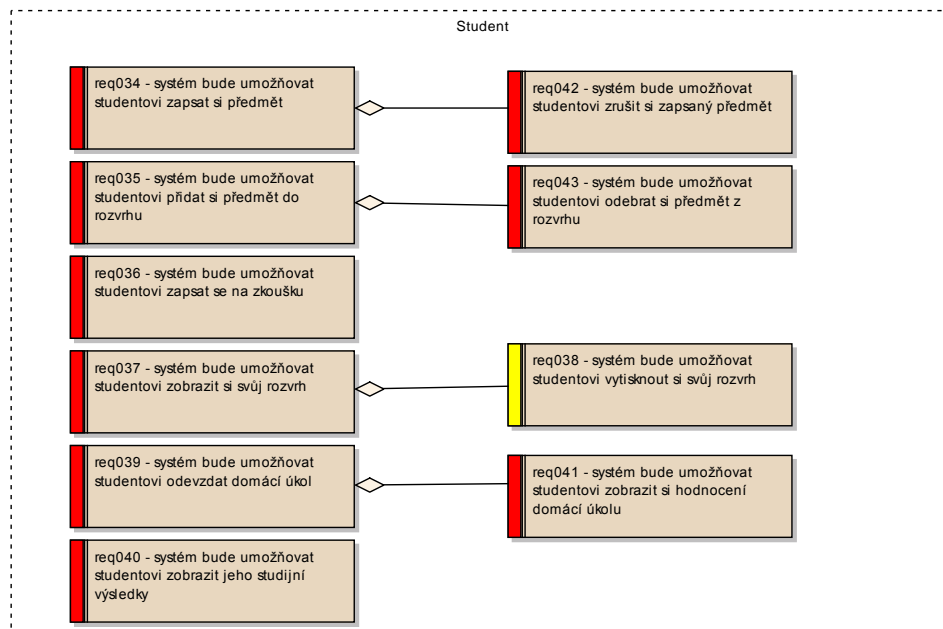 Student
req034 - systém bude umožňovat
studentovi zapsat si předmět
req042 - systém bude umožňovat
studentovi zrušit si zapsaný předmět
req035 - systém bude umožňovat
studentovi přidat si předmět do
rozvrhu
req043 - systém bude umožňovat
studentovi odebrat si předmět z
rozvrhu
req036 - systém bude umožňovat
studentovi zapsat se na zkoušku
req037 - systém bude umožňovat
studentovi zobrazit si svůj rozvrh
req038 - systém bude umožňovat
studentovi vytisknout si svůj rozvrh
req039 - systém bude umožňovat
studentovi odevzdat domácí úkol
req041 - systém bude umožňovat
studentovi zobrazit si hodnocení
domácí úkolu
req040 - systém bude umožňovat
studentovi zobrazit jeho studijní
výsledky